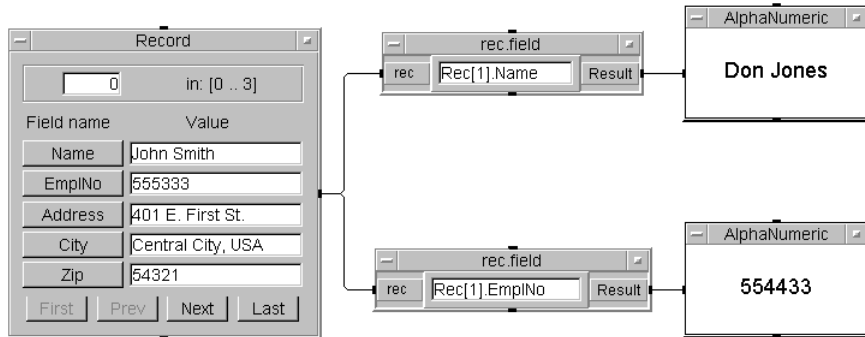 Record
0 in: [0 .. 3]
Field name Value
Name John Smith
EmplNo 555333
Address 401 E. First St.
City Central City, USA
Zip 54321
First Prev Next Last
rec.field
rec Rec[1].Name Result
AlphaNumeric
Don Jones
rec.field
rec Rec[1].EmplNo Result
AlphaNumeric
554433